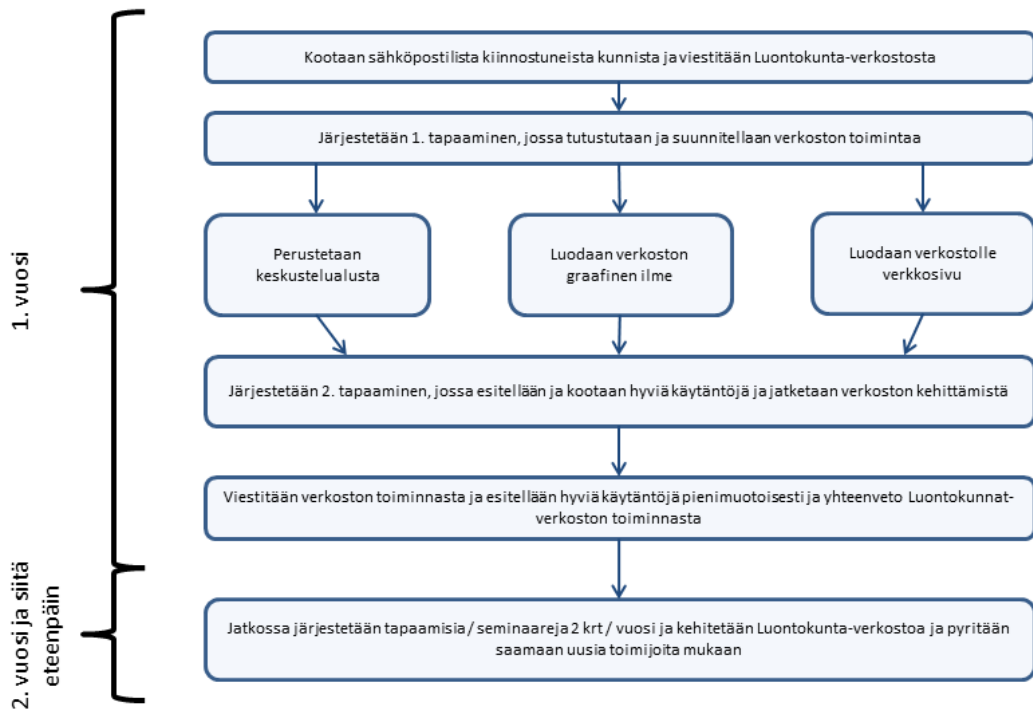 Kootaan sähköpostilista kiinnostuneista kunnista ja viestitään Luontokunta-verkostosta
Järjestetään 1. tapaaminen, jossa tutustutaan ja suunnitellaan verkoston toimintaa
1. vuosi
Perustetaan
keskustelualusta
Luodaan verkoston
graafinen ilme
Luodaan verkostolle
verkkosivu
Järjestetään 2. tapaaminen, jossa esitellään ja kootaan hyviä käytäntöjä ja jatketaan verkoston kehittämistä
Viestitään verkoston toiminnasta ja esitellään hyviä käytäntöjä pienimuotoisesti ja yhteenveto Luontokunnat-
verkoston toiminnasta
2. vuosi ja siitä
eteenpäin
Jatkossa järjestetään tapaamisia / seminaareja 2 krt / vuosi ja kehitetään Luontokunta-verkostoa ja pyritään
saamaan uusia toimijoita mukaan